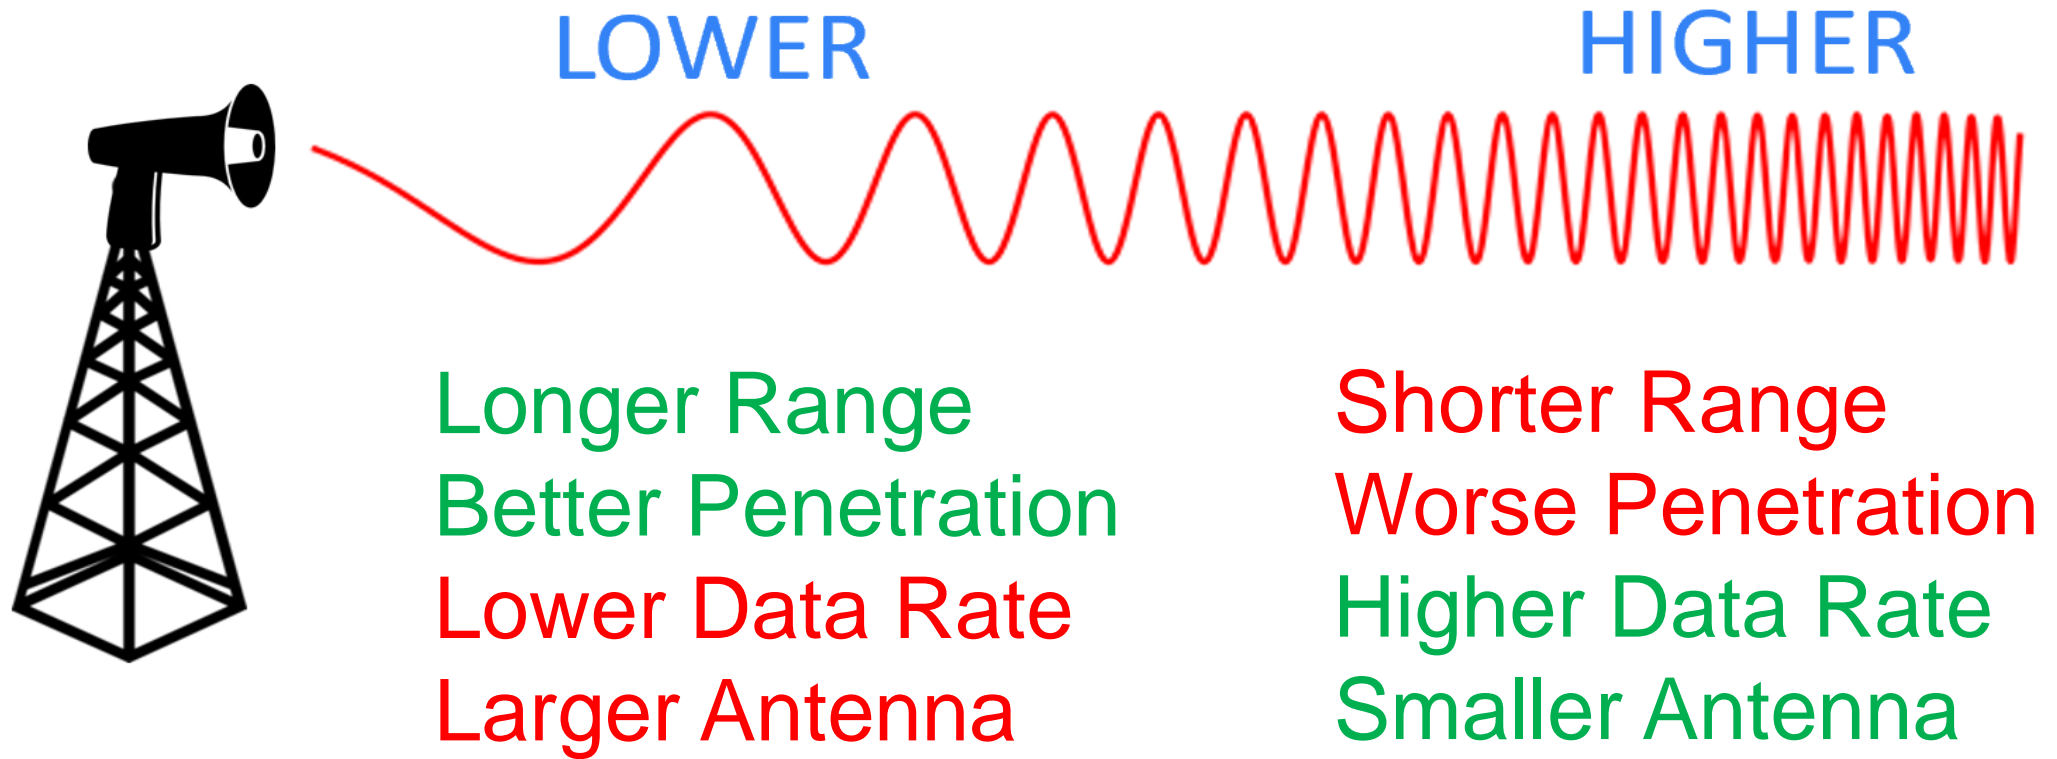 LOWER
HIGHER
Longer Range
Better Penetration
Lower Data Rate
Larger Antenna
Shorter Range
Worse Penetration
Higher Data Rate
Smaller Antenna